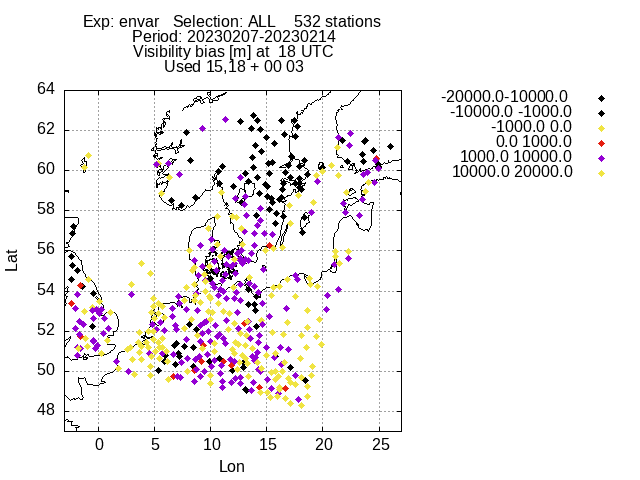 Exp: envar   Selection: ALL    532 stations
Period: 20230207-20230214
Visibility bias [m] at  18 UTC
Used 15,18 + 00 03
-20000.0-10000.0
-10000.0 -1000.0
-1000.0 0.0
0.0 1000.0
1000.0 10000.0
10000.0 20000.0
64
62
60
58
56
54
52
50
48
Lat
0 5 10 15 20 25
Lon